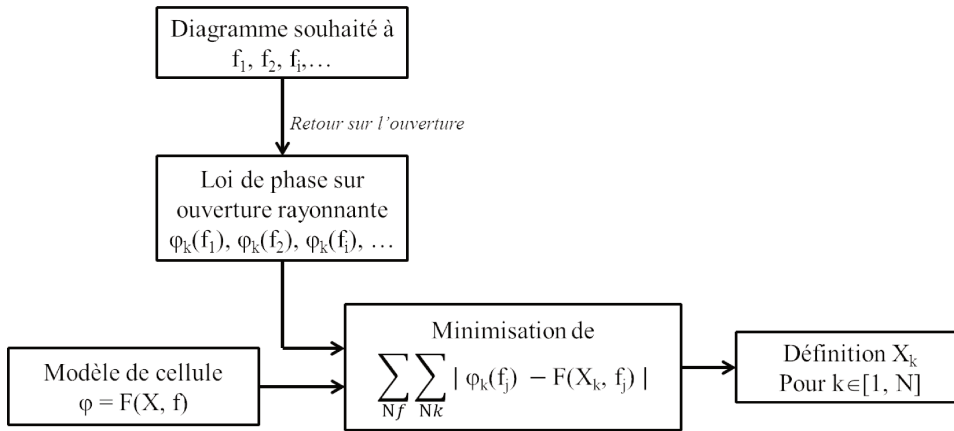 Diagramme souhaité à
f₁, f₂, fᵢ,…
Retour sur l’ouverture
Loi de phase sur
ouverture rayonnante
φₖ(f₁), φₖ(f₂), φₖ(fᵢ), …
Modèle de cellule
φ = F(X, f)
Minimisation de
∑ ∑ | φₖ(fⱼ) − F(Xₖ, fⱼ) |
Nf Nk
Définition Xₖ
Pour k∈[1, N]